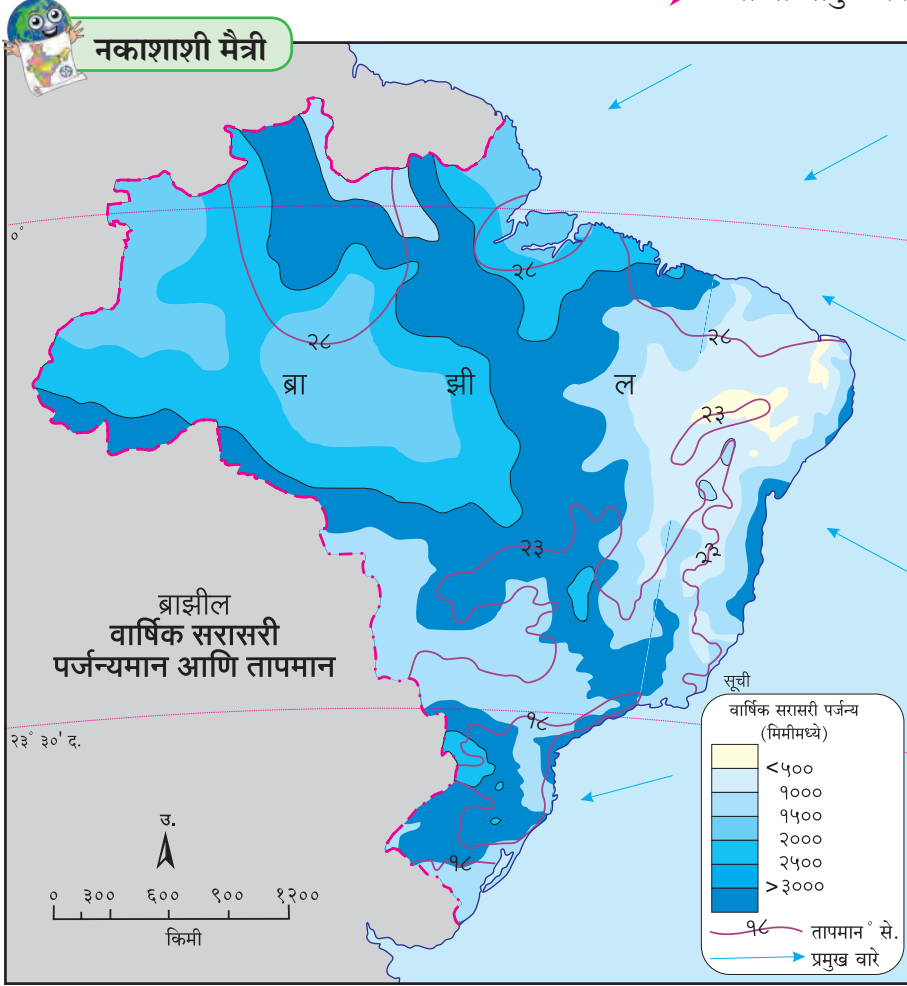 नकाशाशी मैत्री
०°
२८
२८
२८
ब्रा झी ल
२३
२३
२३
ब्राझील
वार्षिक सरासरी
पर्जन्यमान आणि तापमान
२३° ३०' द.
१८
१८
उ.
० ३०० ६०० ९०० १२००
किमी
सूची
वार्षिक सरासरी पर्जन्य
(मिमीमध्ये)
<५००
१०००
१५००
२०००
२५००
>३०००
१८ तापमान° से.
प्रमुख वारे